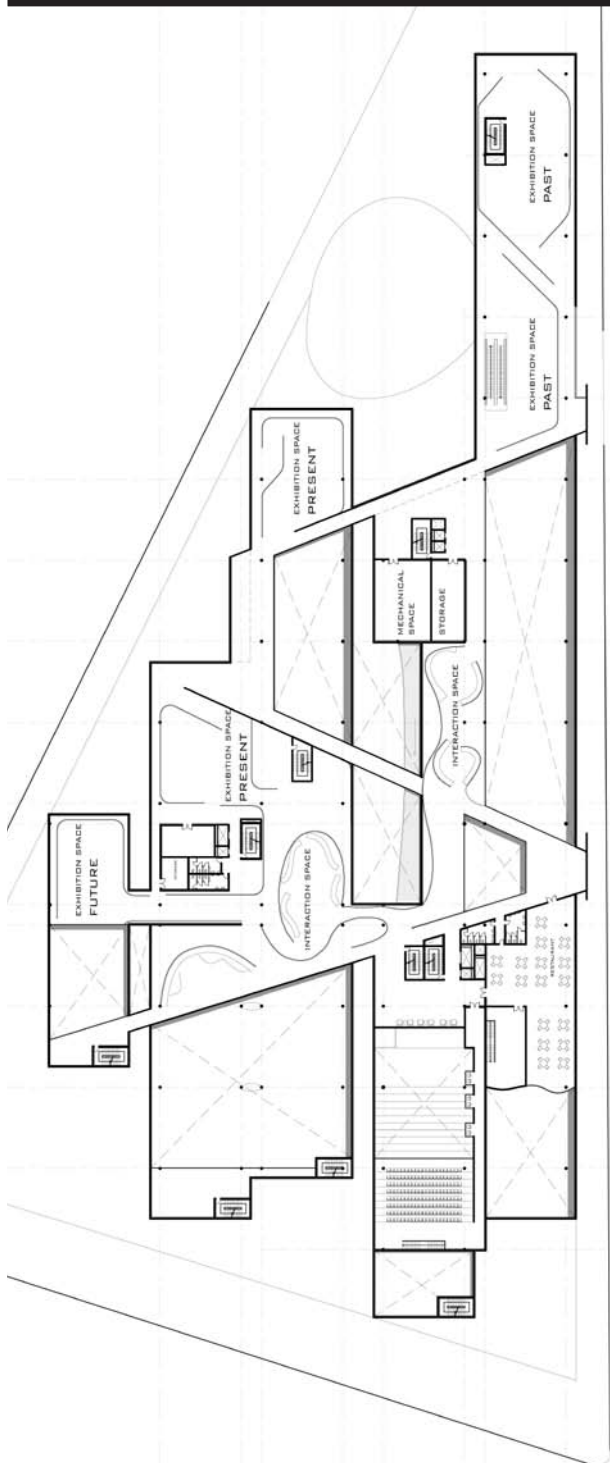 EXHIBITION SPACE
PAST
EXHIBITION SPACE
PAST
EXHIBITION SPACE
PRESENT
MECHANICAL
SPACE
STORAGE
INTERACTION SPACE
EXHIBITION SPACE
PRESENT
EXHIBITION SPACE
FUTURE
INTERACTION SPACE
RESTAURANT